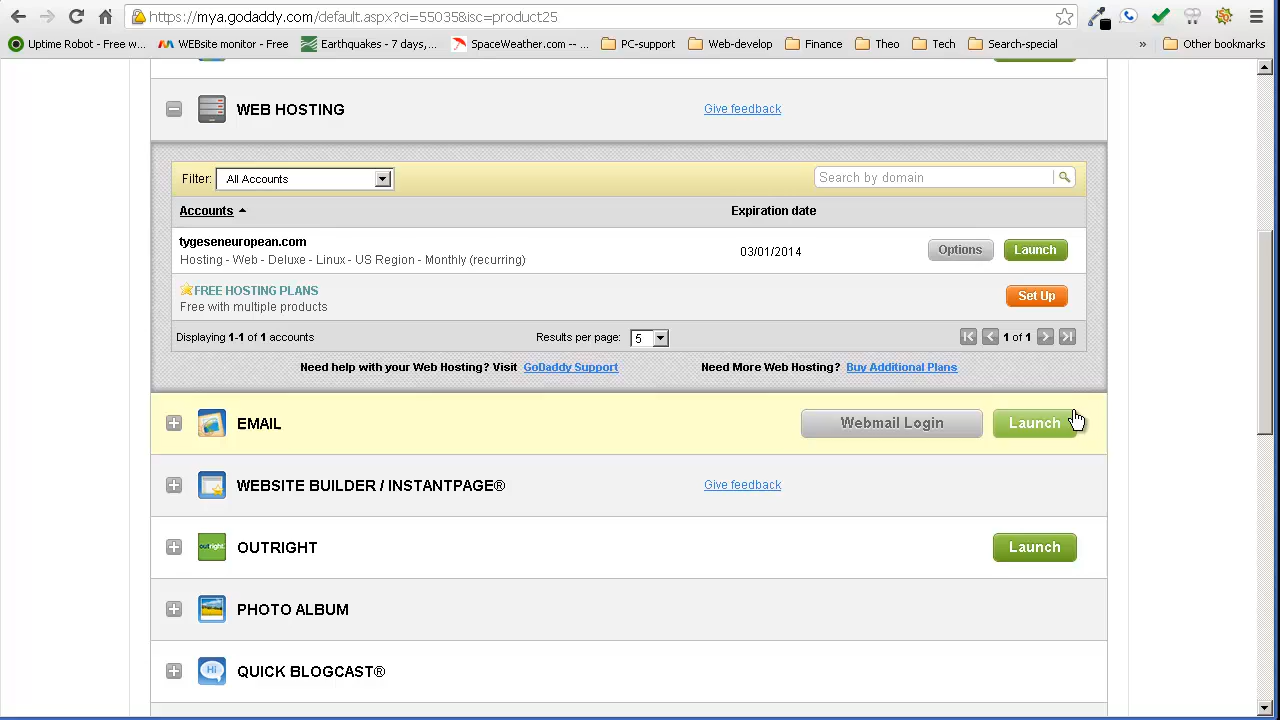 https://mya.godaddy.com/default.aspx?ci=55035&isc=product25
Uptime Robot - Free w... WEBsite monitor - Free Earthquakes - 7 days,... SpaceWeather.com -- ... PC-support Web-develop Finance Theo Tech Search-special » Other bookmarks
WEB HOSTING Give feedback
Filter: All Accounts Search by domain
Accounts Expiration date
tygeseneuropean.com
Hosting - Web - Deluxe - Linux - US Region - Monthly (recurring) 03/01/2014 Options Launch
FREE HOSTING PLANS
Free with multiple products Set Up
Displaying 1-1 of 1 accounts Results per page: 5 1 of 1
Need help with your Web Hosting? Visit GoDaddy Support Need More Web Hosting? Buy Additional Plans
EMAIL Webmail Login Launch
WEBSITE BUILDER / INSTANTPAGE® Give feedback
outright OUTRIGHT Launch
PHOTO ALBUM
Hi QUICK BLOGCAST®